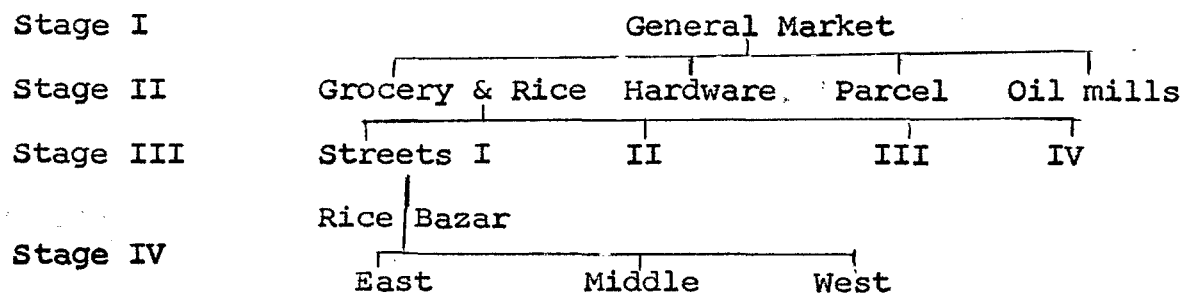 Stage I General Market
Stage II Grocery & Rice Hardware. Parcel Oil mills
Stage III Streets I II III IV
Rice Bazar
Stage IV
East Middle West